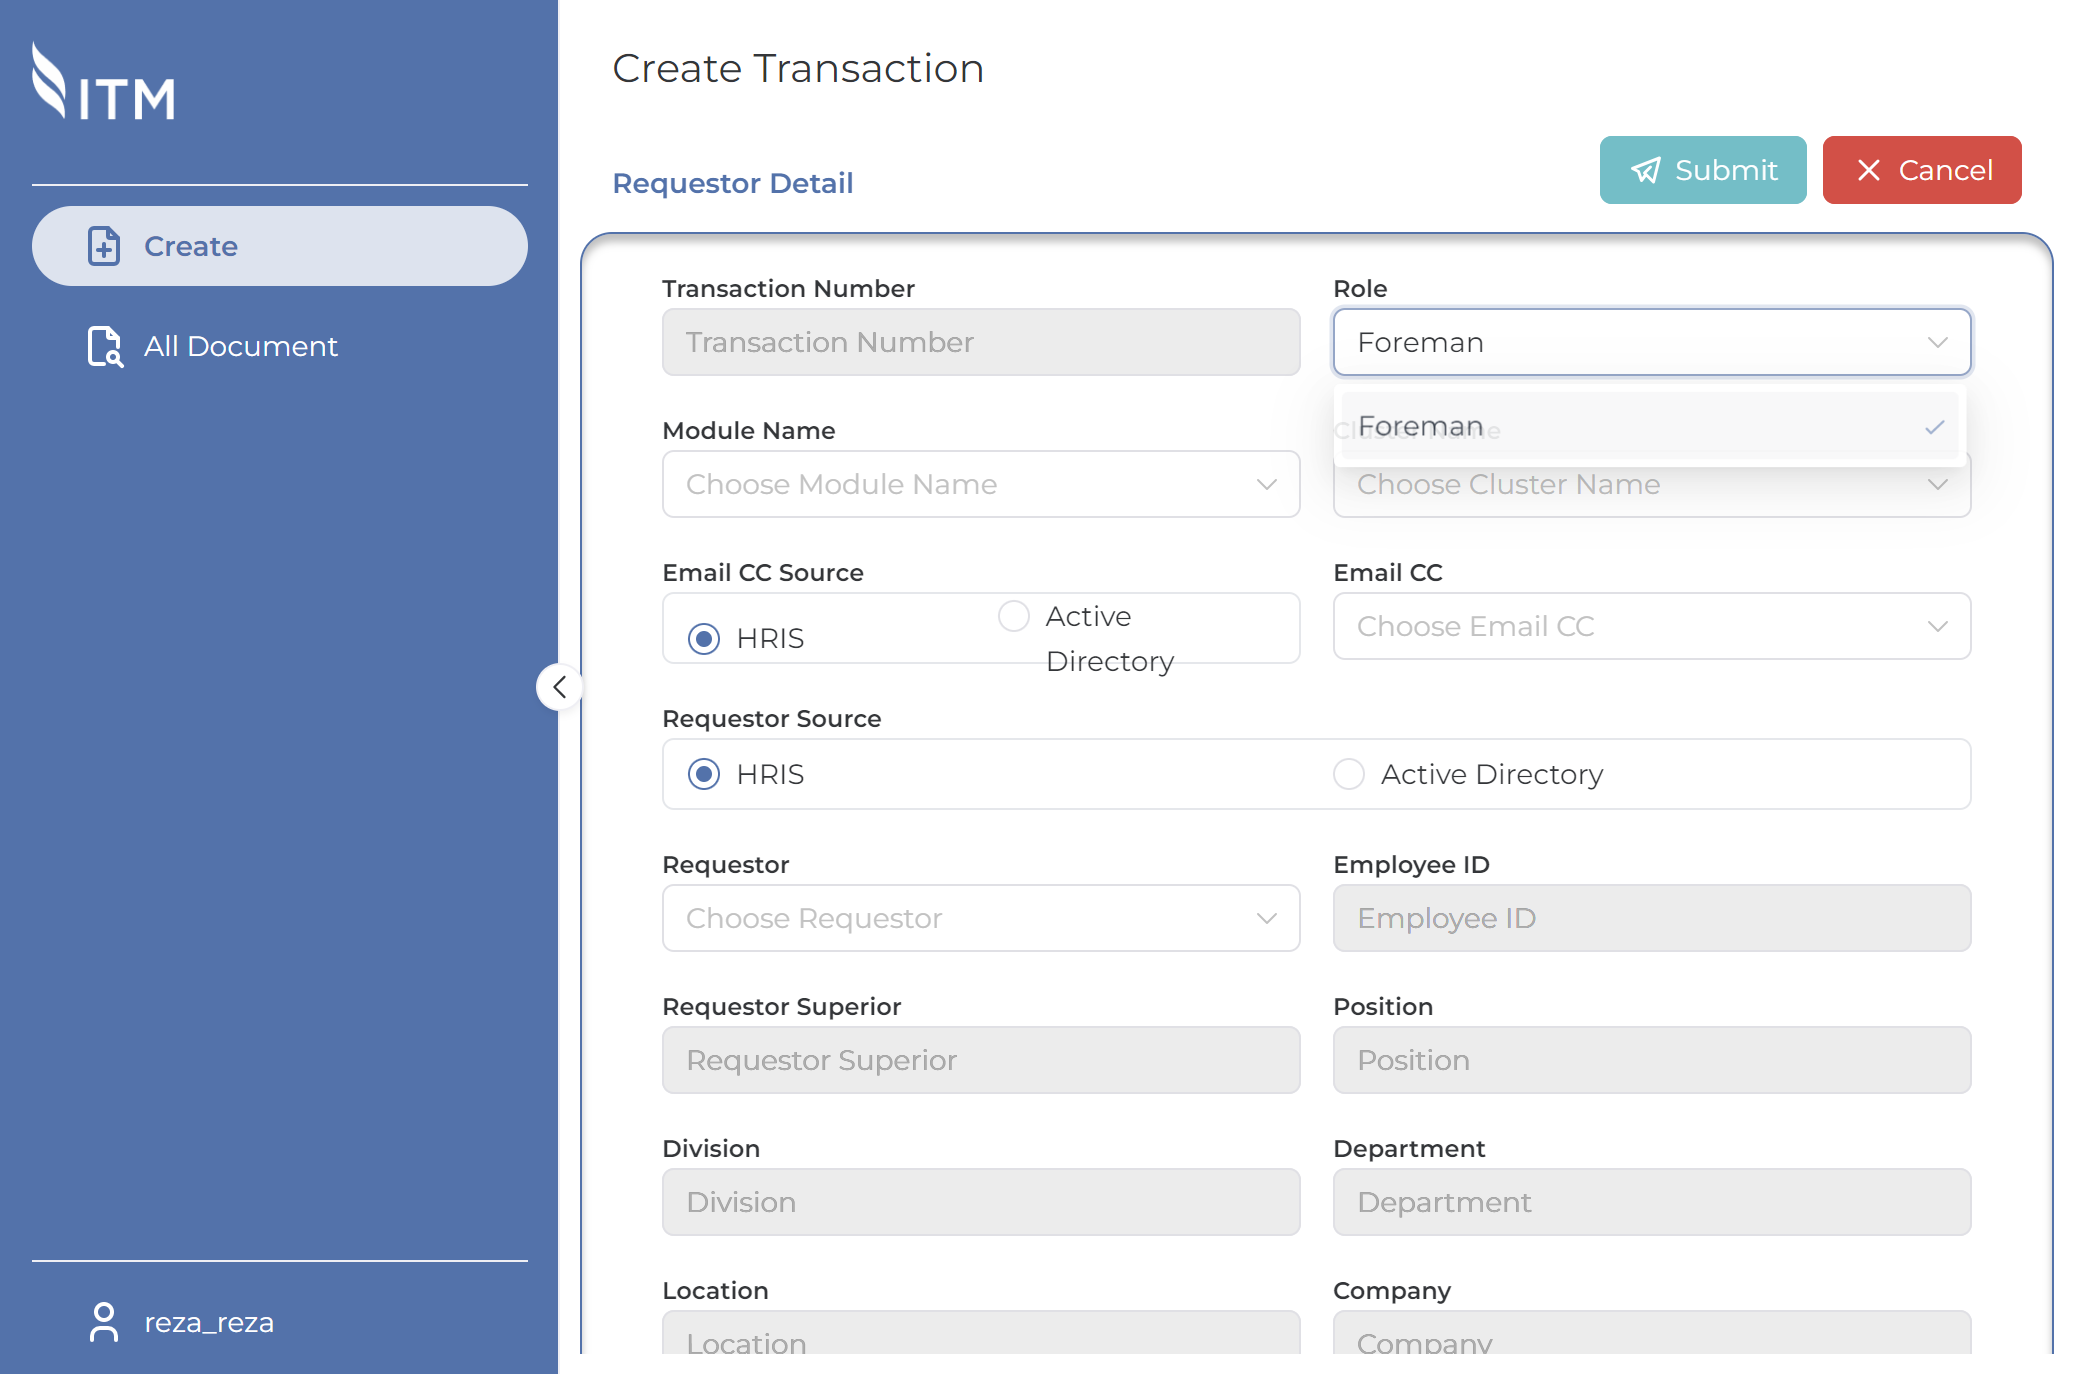 ITM
Create
All Document
reza_reza
Create Transaction
Requestor Detail
Submit
Cancel
Transaction Number
Transaction Number
Role
Foreman
Foreman
Module Name
Choose Module Name
Cluster Name
Choose Cluster Name
Email CC Source
HRIS
Active
Directory
Email CC
Choose Email CC
Requestor Source
HRIS
Active Directory
Requestor
Choose Requestor
Employee ID
Employee ID
Requestor Superior
Requestor Superior
Position
Position
Division
Division
Department
Department
Location
Location
Company
Company